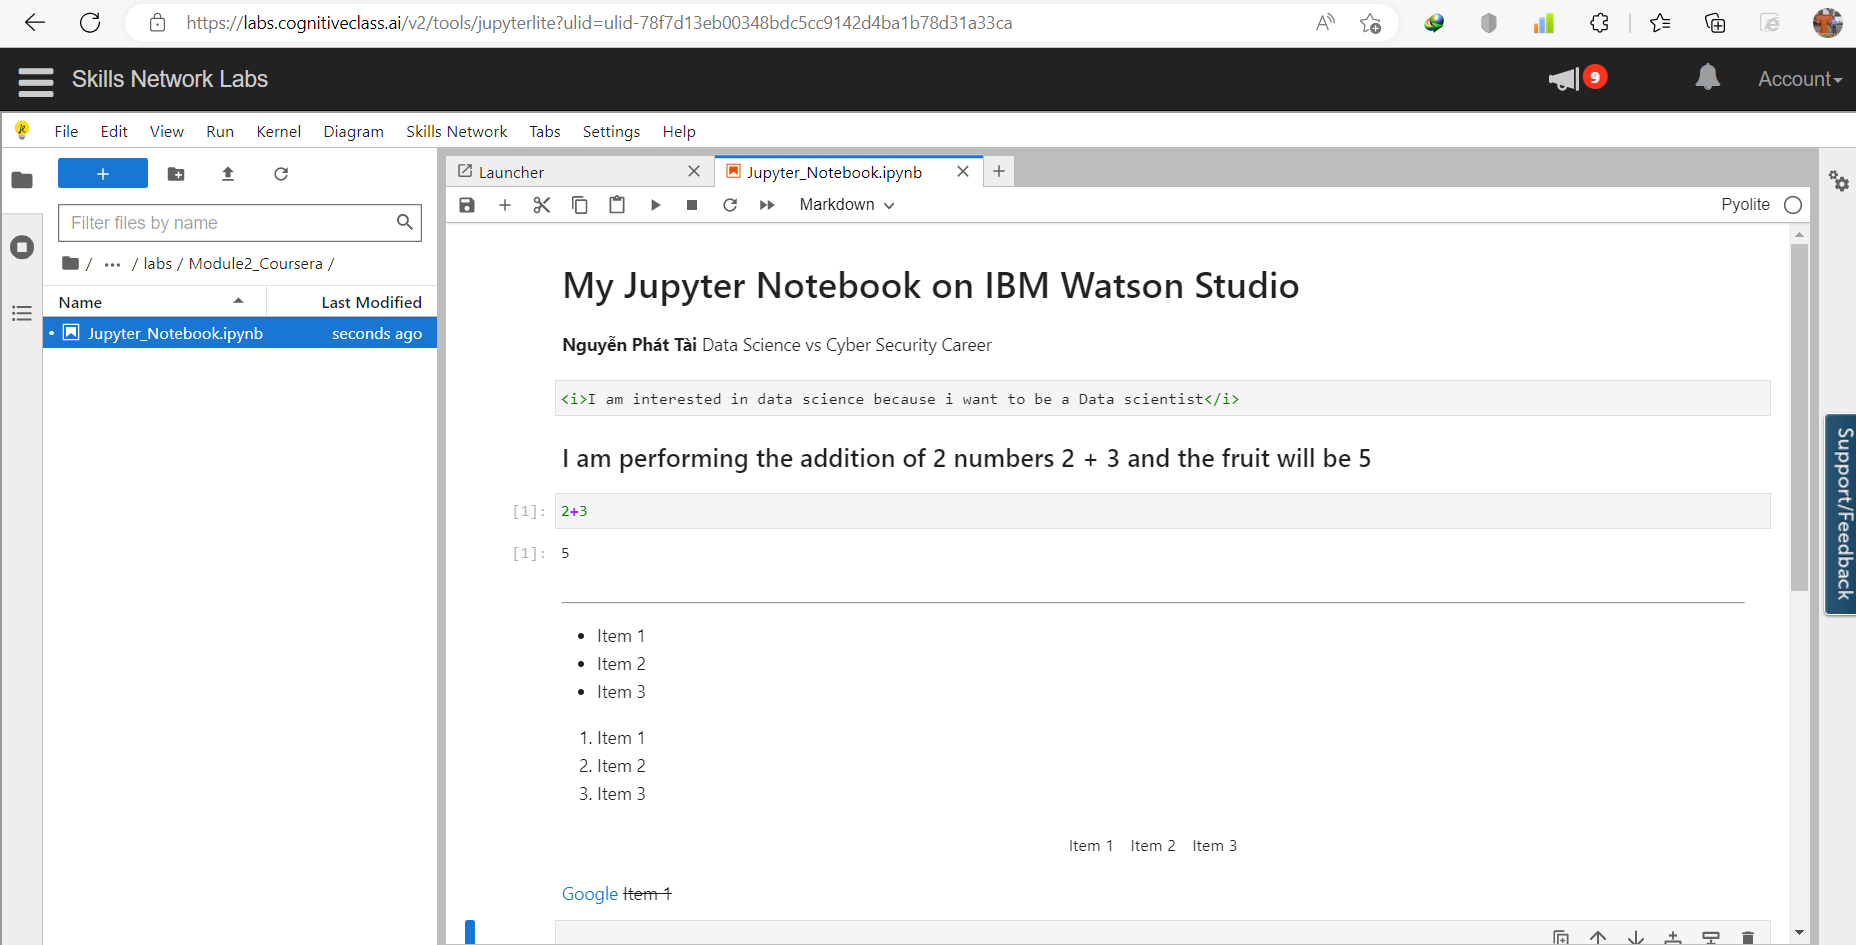 https://labs.cognitiveclass.ai/v2/tools/jupyterlite?ulid=ulid-78f7d13eb00348bdc5cc9142d4ba1b78d31a33ca
Skills Network Labs
9
Account
File Edit View Run Kernel Diagram Skills Network Tabs Settings Help
+
Launcher
Jupyter_Notebook.ipynb
Filter files by name
Markdown
Pyolite
/ ... / labs / Module2_Coursera /
Name Last Modified
Jupyter_Notebook.ipynb seconds ago
My Jupyter Notebook on IBM Watson Studio
Nguyễn Phát Tài Data Science vs Cyber Security Career
<i>I am interested in data science because i want to be a Data scientist</i>
I am performing the addition of 2 numbers 2 + 3 and the fruit will be 5
[1]: 2+3
[1]: 5
• Item 1
• Item 2
• Item 3
1. Item 1
2. Item 2
3. Item 3
Item 1 Item 2 Item 3
Google Item 1
Support/Feedback